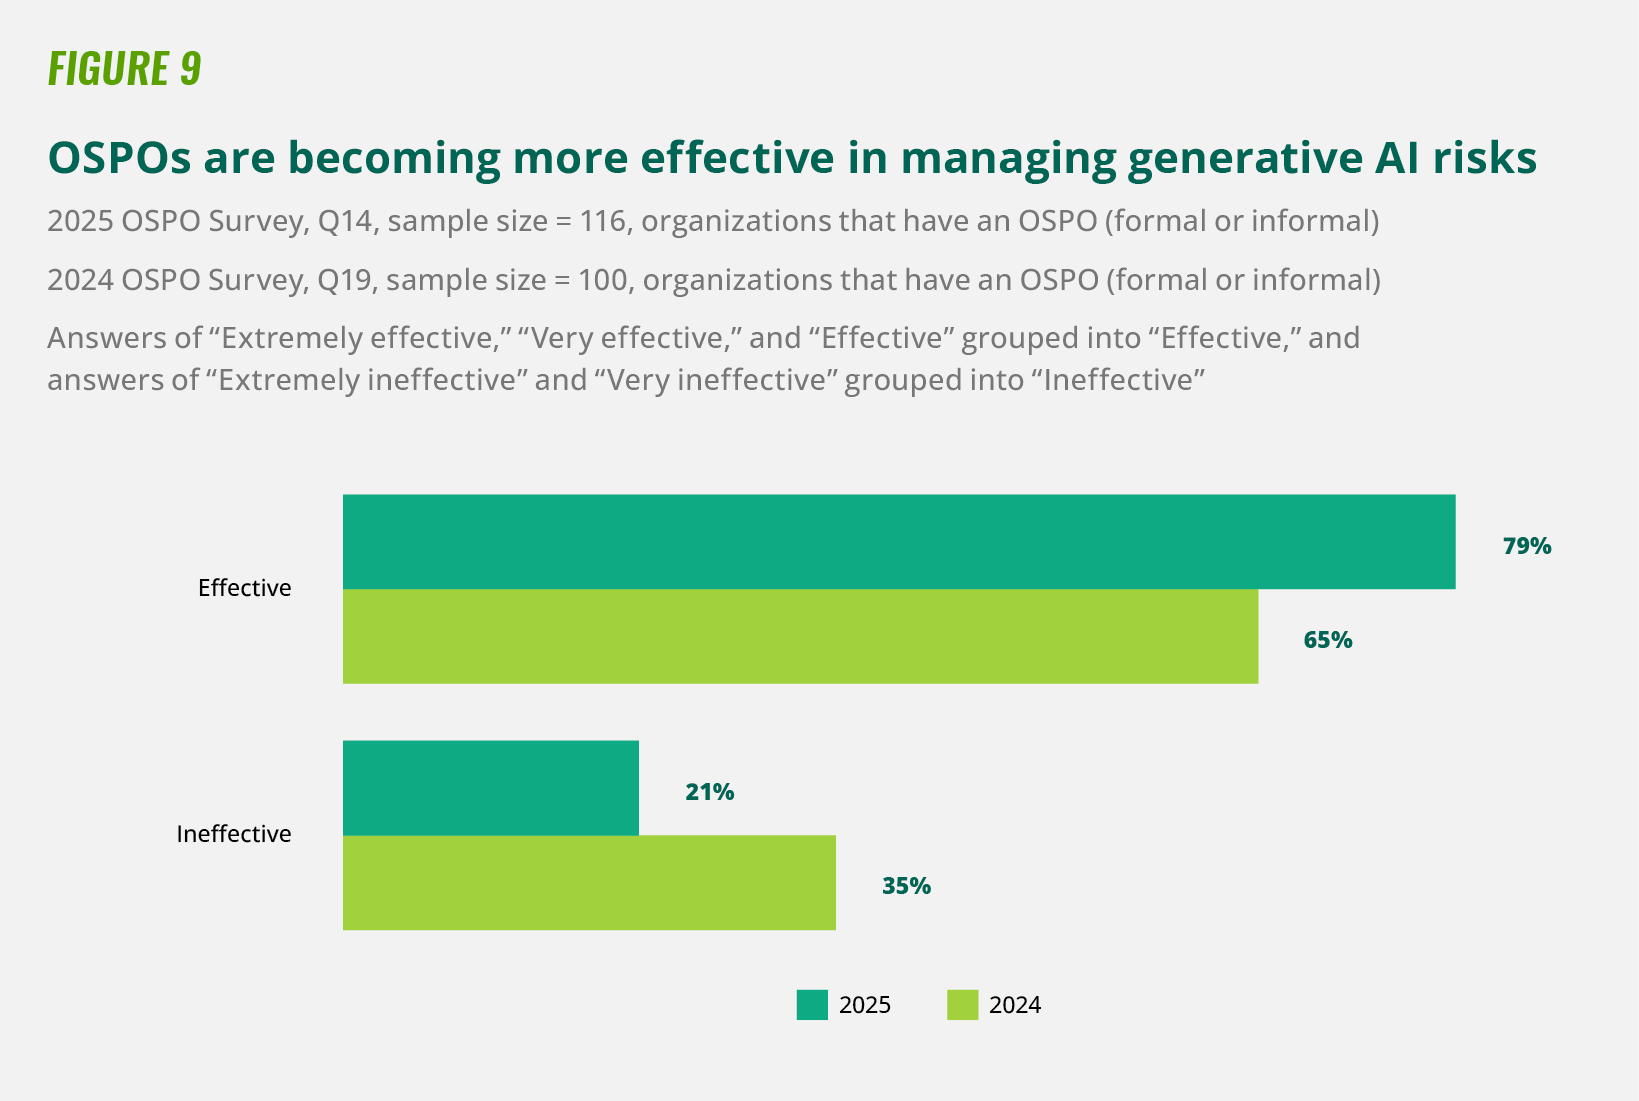 FIGURE 9
OSPOs are becoming more effective in managing generative AI risks
2025 OSPO Survey, Q14, sample size = 116, organizations that have an OSPO (formal or informal)
2024 OSPO Survey, Q19, sample size = 100, organizations that have an OSPO (formal or informal)
Answers of “Extremely effective,” “Very effective,” and “Effective” grouped into “Effective,” and
answers of “Extremely ineffective” and “Very ineffective” grouped into “Ineffective”
79%
Effective
65%
21%
Ineffective
35%
2025 2024